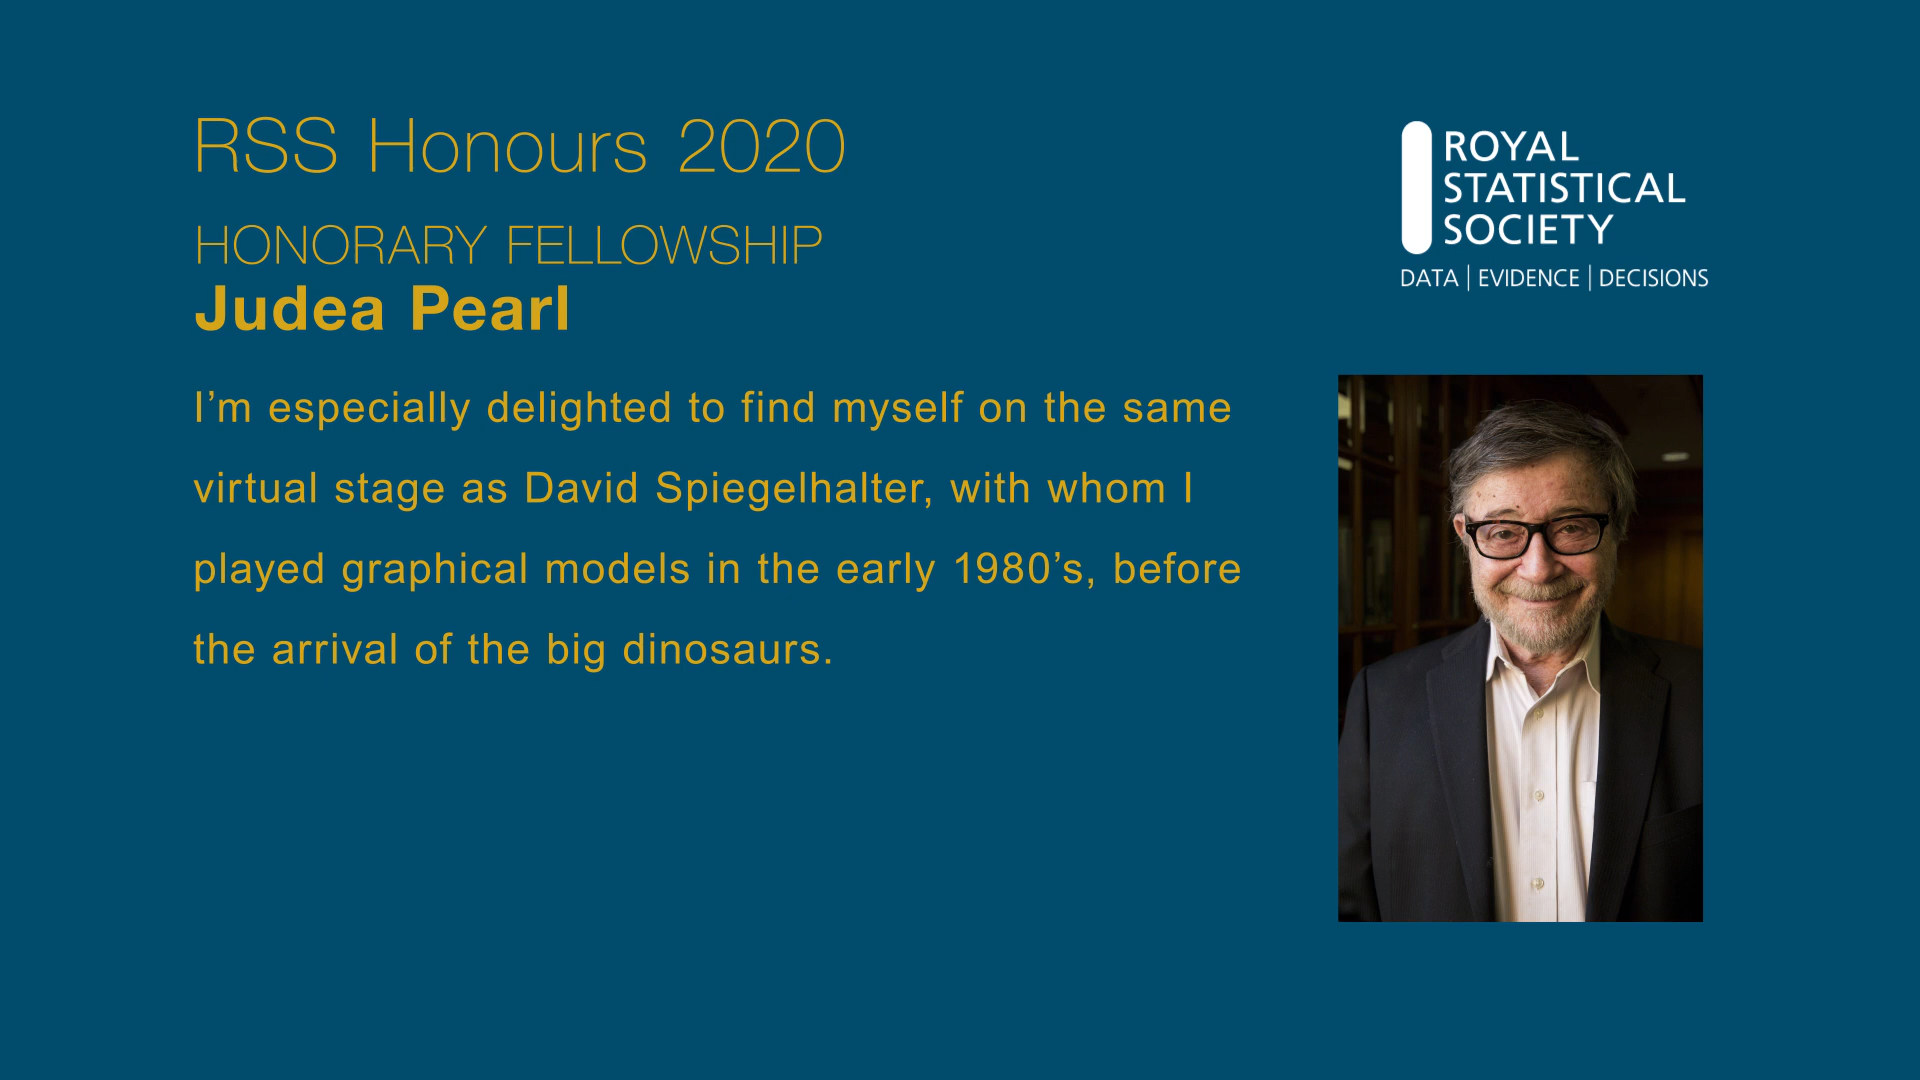 RSS Honours 2020
HONORARY FELLOWSHIP
Judea Pearl
I’m especially delighted to find myself on the same
virtual stage as David Spiegelhalter, with whom I
played graphical models in the early 1980’s, before
the arrival of the big dinosaurs.
ROYAL
STATISTICAL
SOCIETY
DATA | EVIDENCE | DECISIONS